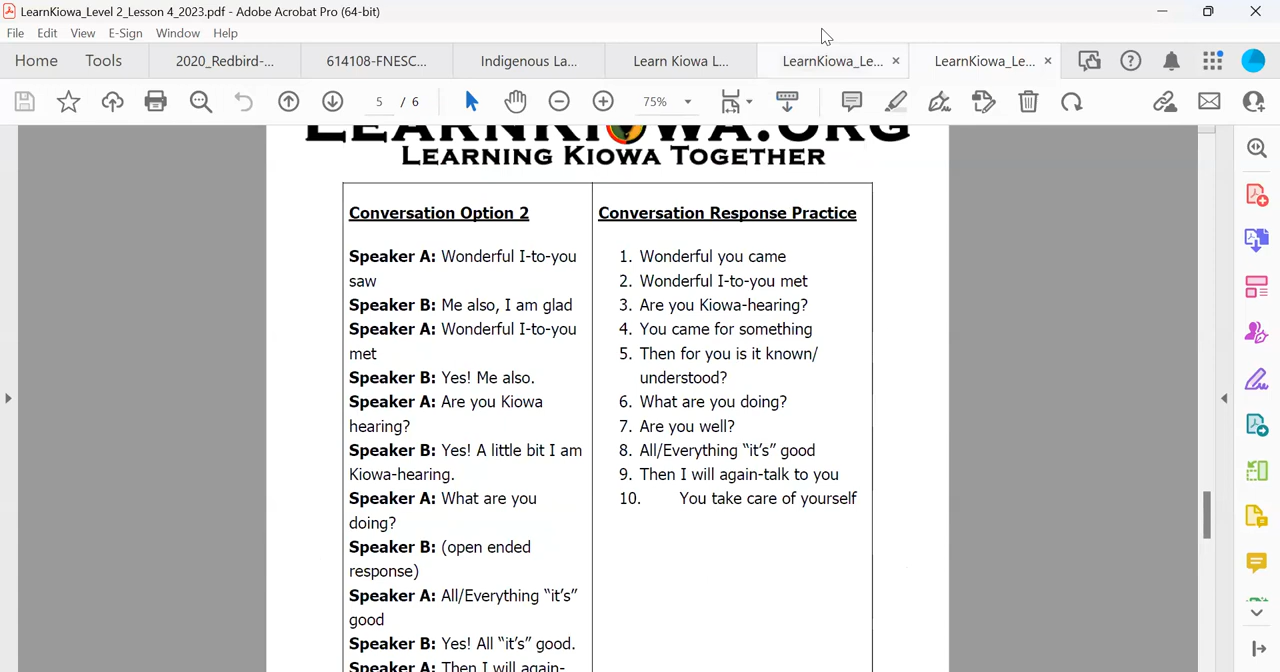 LearnKiowa_Level 2_Lesson 4_2023.pdf - Adobe Acrobat Pro (64-bit)
File Edit View E-Sign Window Help
Home Tools 2020_Redbird-... 614108-FNESC... Indigenous La... Learn Kiowa L... LearnKiowa_Le... × LearnKiowa_Le... ×
5 / 6 75%
LEARNKIOWA.ORG
LEARNING KIOWA TOGETHER
Conversation Option 2
Speaker A: Wonderful I-to-you
saw
Speaker B: Me also, I am glad
Speaker A: Wonderful I-to-you
met
Speaker B: Yes! Me also.
Speaker A: Are you Kiowa
hearing?
Speaker B: Yes! A little bit I am
Kiowa-hearing.
Speaker A: What are you
doing?
Speaker B: (open ended
response)
Speaker A: All/Everything “it’s”
good
Speaker B: Yes! All “it’s” good.
Speaker A: Then I will again-
Conversation Response Practice
1. Wonderful you came
2. Wonderful I-to-you met
3. Are you Kiowa-hearing?
4. You came for something
5. Then for you is it known/
understood?
6. What are you doing?
7. Are you well?
8. All/Everything “it’s” good
9. Then I will again-talk to you
10. You take care of yourself